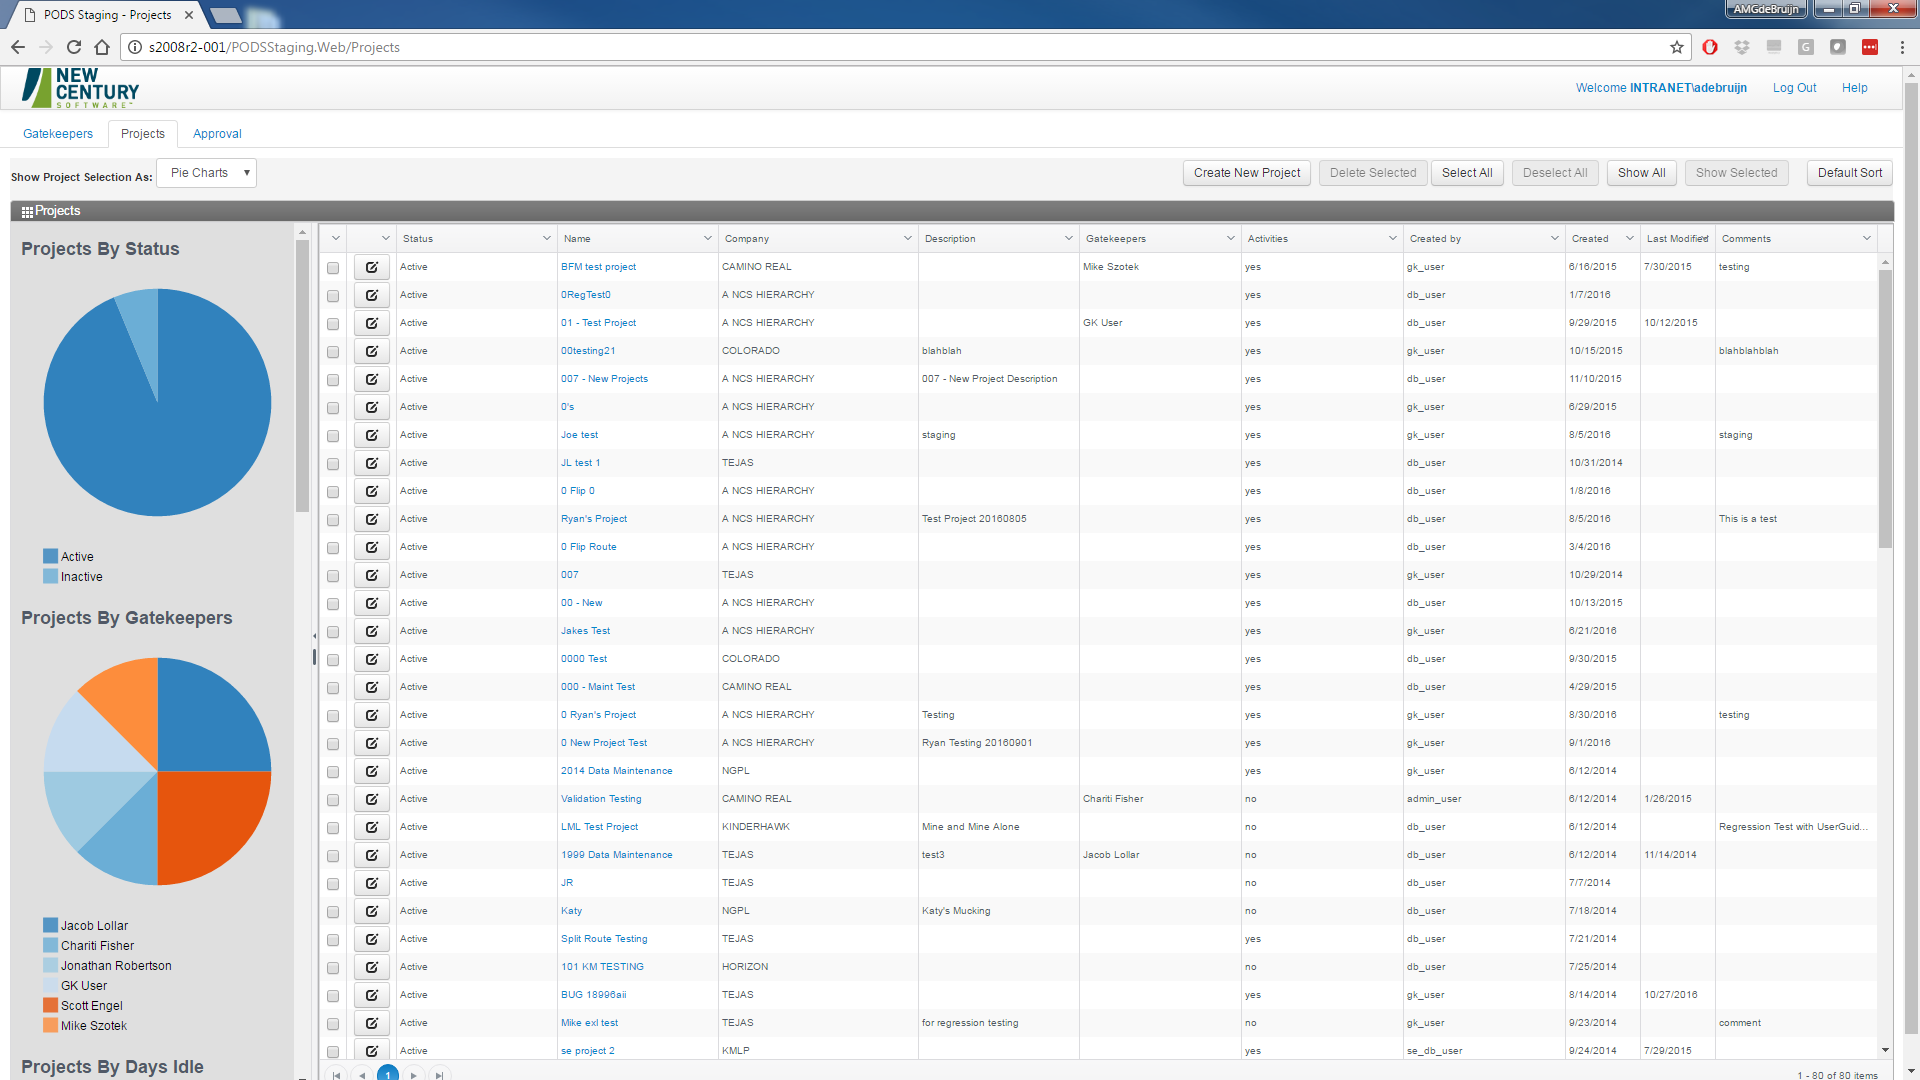 PODS Staging - Projects
AMGdeBruijn
s2008r2-001/PODSStaging.Web/Projects
NEW CENTURY SOFTWARE™
Welcome INTRANET\adebruijn Log Out Help
Gatekeepers Projects Approval
Show Project Selection As: Pie Charts Create New Project Delete Selected Select All Deselect All Show All Show Selected Default Sort
Projects
Projects By Status
Active
Inactive
Projects By Gatekeepers
Jacob Lollar
Chariti Fisher
Jonathan Robertson
GK User
Scott Engel
Mike Szotek
Projects By Days Idle
Status Name Company Description Gatekeepers Activities Created by Created Last Modified Comments
Active BFM test project CAMINO REAL Mike Szotek yes gk_user 6/16/2015 7/30/2015 testing
Active 0RegTest0 A NCS HIERARCHY yes db_user 1/7/2016
Active 01 - Test Project A NCS HIERARCHY GK User yes db_user 9/29/2015 10/12/2015
Active 00testing21 COLORADO blahblah yes gk_user 10/15/2015 blahblahblah
Active 007 - New Projects A NCS HIERARCHY 007 - New Project Description yes db_user 11/10/2015
Active 0's A NCS HIERARCHY yes gk_user 6/29/2015
Active Joe test A NCS HIERARCHY staging yes gk_user 8/5/2016 staging
Active JL test 1 TEJAS yes db_user 10/31/2014
Active 0 Flip 0 A NCS HIERARCHY yes db_user 1/8/2016
Active Ryan's Project A NCS HIERARCHY Test Project 20160805 yes db_user 8/5/2016 This is a test
Active 0 Flip Route A NCS HIERARCHY yes db_user 3/4/2016
Active 007 TEJAS yes gk_user 10/29/2014
Active 00 - New A NCS HIERARCHY yes db_user 10/13/2015
Active Jakes Test A NCS HIERARCHY yes gk_user 6/21/2016
Active 0000 Test COLORADO yes db_user 9/30/2015
Active 000 - Maint Test CAMINO REAL yes db_user 4/29/2015
Active 0 Ryan's Project A NCS HIERARCHY Testing yes gk_user 8/30/2016 testing
Active 0 New Project Test A NCS HIERARCHY Ryan Testing 20160901 yes gk_user 9/1/2016
Active 2014 Data Maintenance NGPL yes gk_user 6/12/2014
Active Validation Testing CAMINO REAL Chariti Fisher no admin_user 6/12/2014 1/26/2015
Active LML Test Project KINDERHAWK Mine and Mine Alone no db_user 6/12/2014 Regression Test with UserGuid...
Active 1999 Data Maintenance TEJAS test3 Jacob Lollar no db_user 6/12/2014 11/14/2014
Active JR TEJAS no db_user 7/7/2014
Active Katy NGPL Katy's Mucking no db_user 7/18/2014
Active Split Route Testing TEJAS yes db_user 7/21/2014
Active 101 KM TESTING HORIZON no db_user 7/25/2014
Active BUG 18996aii TEJAS yes gk_user 8/14/2014 10/27/2016
Active Mike exl test TEJAS for regression testing no gk_user 9/23/2014 comment
Active se project 2 KMLP yes se_db_user 9/24/2014 7/29/2015
1 1 - 80 of 80 items